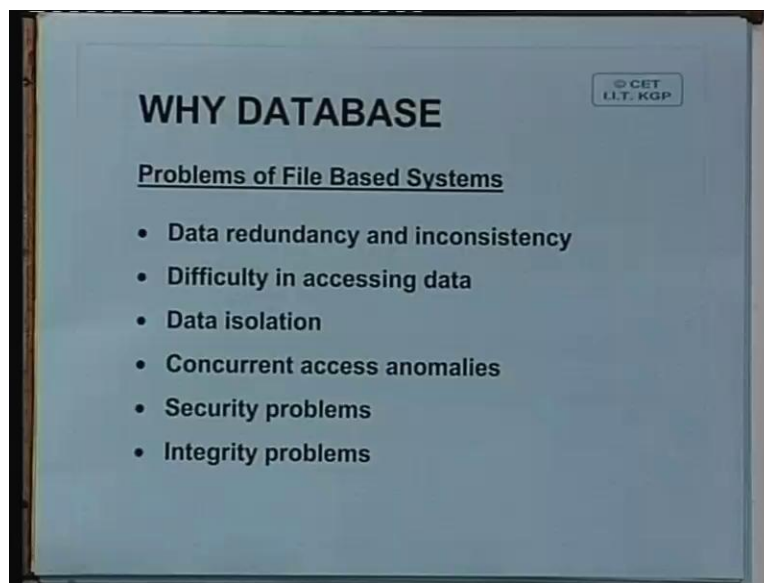 © CET
I.I.T. KGP
WHY DATABASE
Problems of File Based Systems
• Data redundancy and inconsistency
• Difficulty in accessing data
• Data isolation
• Concurrent access anomalies
• Security problems
• Integrity problems